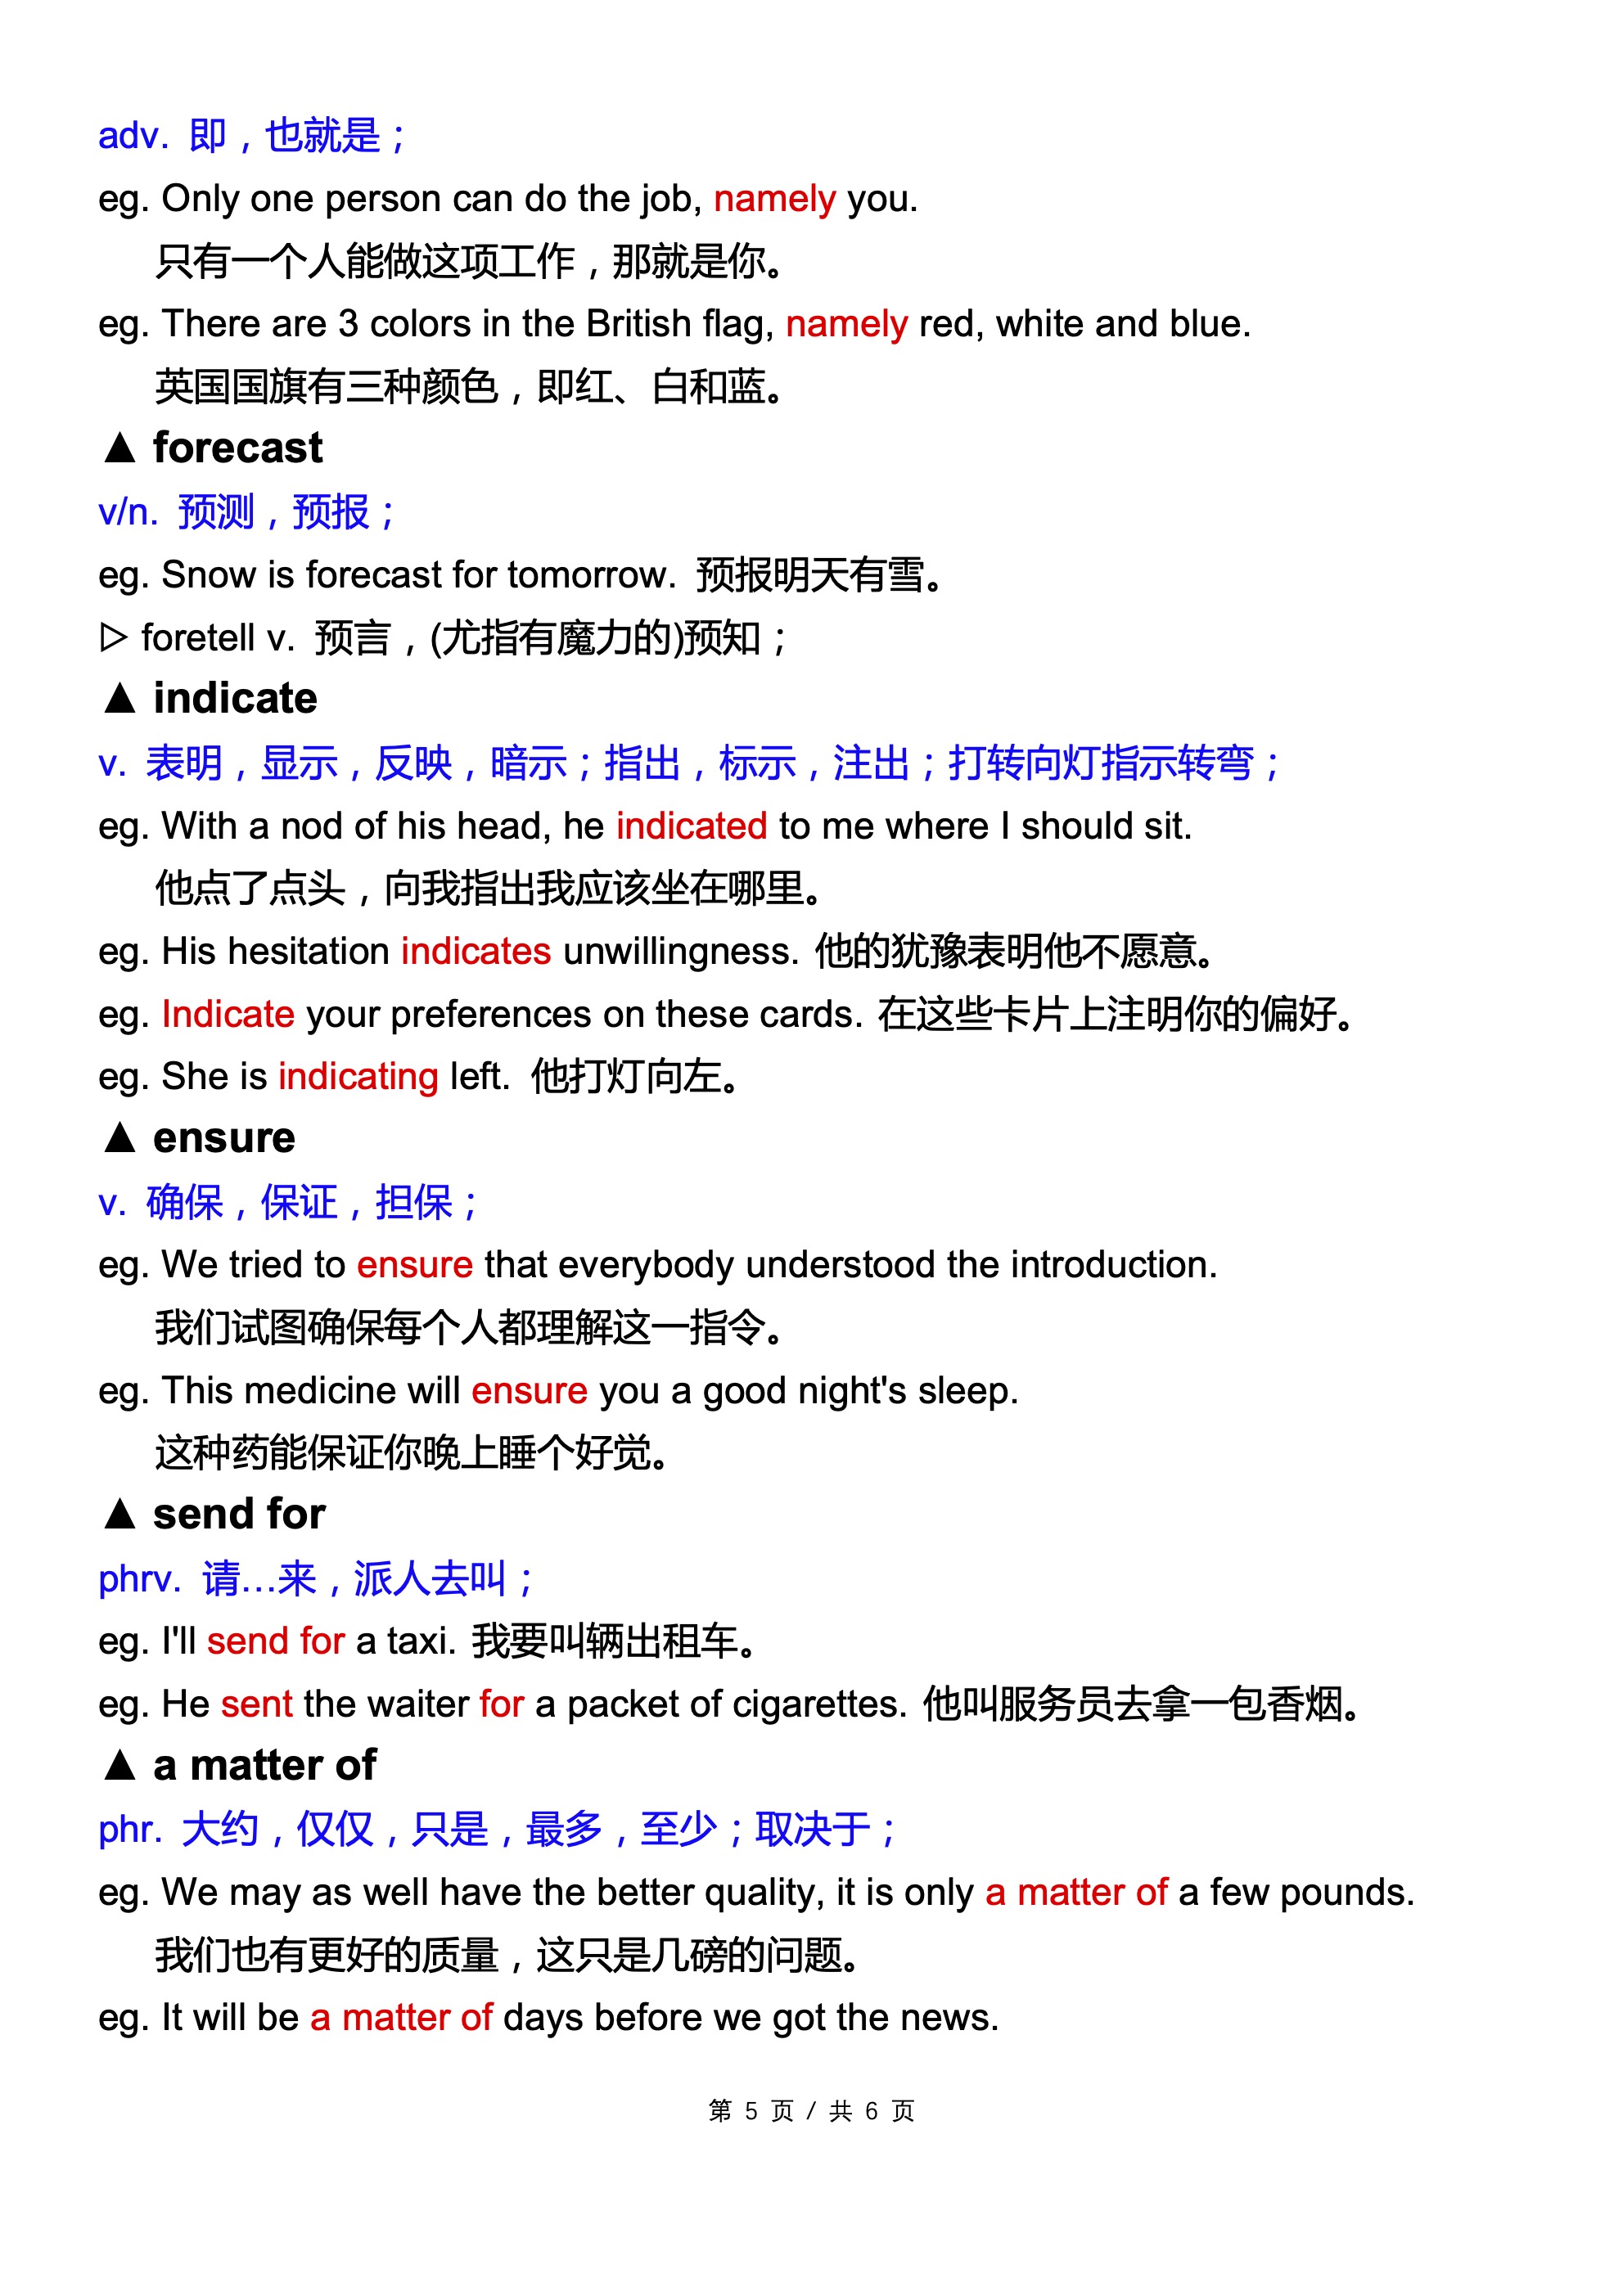 adv. 即，也就是；
eg. Only one person can do the job, namely you.
只有一个人能做这项工作，那就是你。
eg. There are 3 colors in the British flag, namely red, white and blue.
英国国旗有三种颜色，即红、白和蓝。
▲ forecast
v/n. 预测，预报；
eg. Snow is forecast for tomorrow. 预报明天有雪。
▷ foretell v. 预言，(尤指有魔力的)预知；
▲ indicate
v. 表明，显示，反映，暗示；指出，标示，注出；打转向灯指示转弯；
eg. With a nod of his head, he indicated to me where I should sit.
他点了点头，向我指出我应该坐在哪里。
eg. His hesitation indicates unwillingness. 他的犹豫表明他不愿意。
eg. Indicate your preferences on these cards. 在这些卡片上注明你的偏好。
eg. She is indicating left. 他打灯向左。
▲ ensure
v. 确保，保证，担保；
eg. We tried to ensure that everybody understood the introduction.
我们试图确保每个人都理解这一指令。
eg. This medicine will ensure you a good night's sleep.
这种药能保证你晚上睡个好觉。
▲ send for
phrv. 请…来，派人去叫；
eg. I'll send for a taxi. 我要叫辆出租车。
eg. He sent the waiter for a packet of cigarettes. 他叫服务员去拿一包香烟。
▲ a matter of
phr. 大约，仅仅，只是，最多，至少；取决于；
eg. We may as well have the better quality, it is only a matter of a few pounds.
我们也有更好的质量，这只是几磅的问题。
eg. It will be a matter of days before we got the news.
第 5 页 / 共 6 页